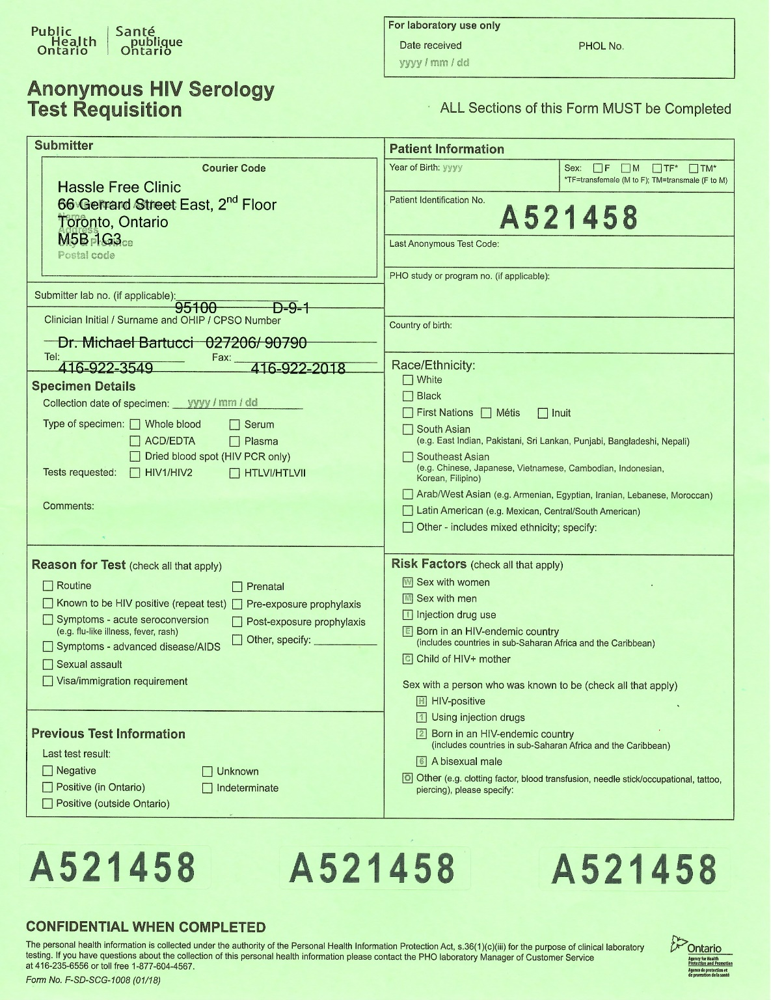 Public Health Ontario
Santé publique Ontario
For laboratory use only
Date received PHOL No.
yyyy / mm / dd
Anonymous HIV Serology
Test Requisition
ALL Sections of this Form MUST be Completed
Submitter
Courier Code
Hassle Free Clinic
66 Gerrard Street East, 2nd Floor
Name
Toronto, Ontario
Address
M5B 1G3
City & Province
Postal code
Submitter lab no. (if applicable):
95100 D-9-1
Clinician Initial / Surname and OHIP / CPSO Number
Dr. Michael Bartucci 027206/ 90790
Tel: Fax:
416-922-3549 416-922-2018
Specimen Details
Collection date of specimen: yyyy / mm / dd
Type of specimen: Whole blood Serum
ACD/EDTA Plasma
Dried blood spot (HIV PCR only)
Tests requested: HIV1/HIV2 HTLVI/HTLVII
Comments:
Reason for Test (check all that apply)
Routine Prenatal
Known to be HIV positive (repeat test) Pre-exposure prophylaxis
Symptoms - acute seroconversion Post-exposure prophylaxis
(e.g. flu-like illness, fever, rash)
Other, specify:
Symptoms - advanced disease/AIDS
Sexual assault
Visa/immigration requirement
Previous Test Information
Last test result:
Negative Unknown
Positive (in Ontario) Indeterminate
Positive (outside Ontario)
Patient Information
Year of Birth: yyyy Sex: F M TF* TM*
*TF=transfemale (M to F); TM=transmale (F to M)
Patient Identification No.
A521458
Last Anonymous Test Code:
PHO study or program no. (if applicable):
Country of birth:
Race/Ethnicity:
White
Black
First Nations Métis Inuit
South Asian
(e.g. East Indian, Pakistani, Sri Lankan, Punjabi, Bangladeshi, Nepali)
Southeast Asian
(e.g. Chinese, Japanese, Vietnamese, Cambodian, Indonesian,
Korean, Filipino)
Arab/West Asian (e.g. Armenian, Egyptian, Iranian, Lebanese, Moroccan)
Latin American (e.g. Mexican, Central/South American)
Other - includes mixed ethnicity; specify:
Risk Factors (check all that apply)
W Sex with women
M Sex with men
I Injection drug use
E Born in an HIV-endemic country
(includes countries in sub-Saharan Africa and the Caribbean)
C Child of HIV+ mother
Sex with a person who was known to be (check all that apply)
H HIV-positive
1 Using injection drugs
2 Born in an HIV-endemic country
(includes countries in sub-Saharan Africa and the Caribbean)
6 A bisexual male
O Other (e.g. clotting factor, blood transfusion, needle stick/occupational, tattoo,
piercing), please specify:
A521458 A521458 A521458
CONFIDENTIAL WHEN COMPLETED
The personal health information is collected under the authority of the Personal Health Information Protection Act, s.36(1)(c)(iii) for the purpose of clinical laboratory
testing. If you have questions about the collection of this personal health information please contact the PHO laboratory Manager of Customer Service
at 416-235-6556 or toll free 1-877-604-4567.
Form No. F-SD-SCG-1008 (01/18)
Ontario
Agency for Health
Protection and Promotion
Agence de protection et
de promotion de la santé